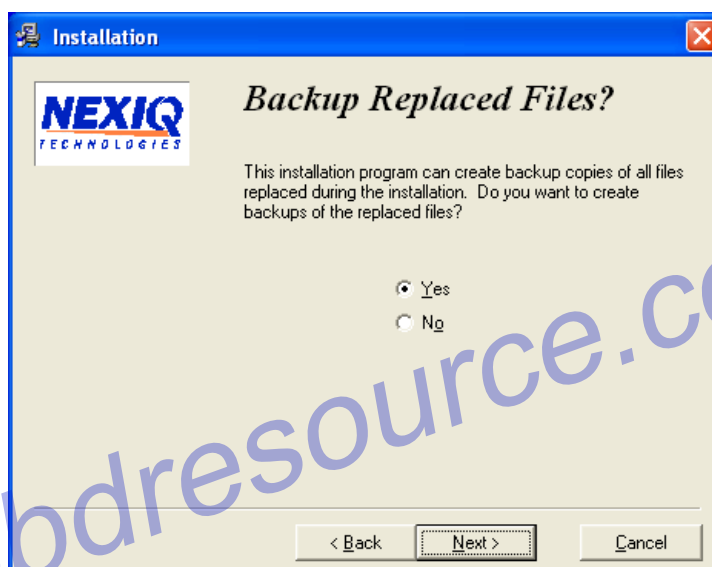 Installation
NEXIQ
TECHNOLOGIES
Backup Replaced Files?
This installation program can create backup copies of all files
replaced during the installation. Do you want to create
backups of the replaced files?
Yes
No
bdresource.co
< Back
Next >
Cancel